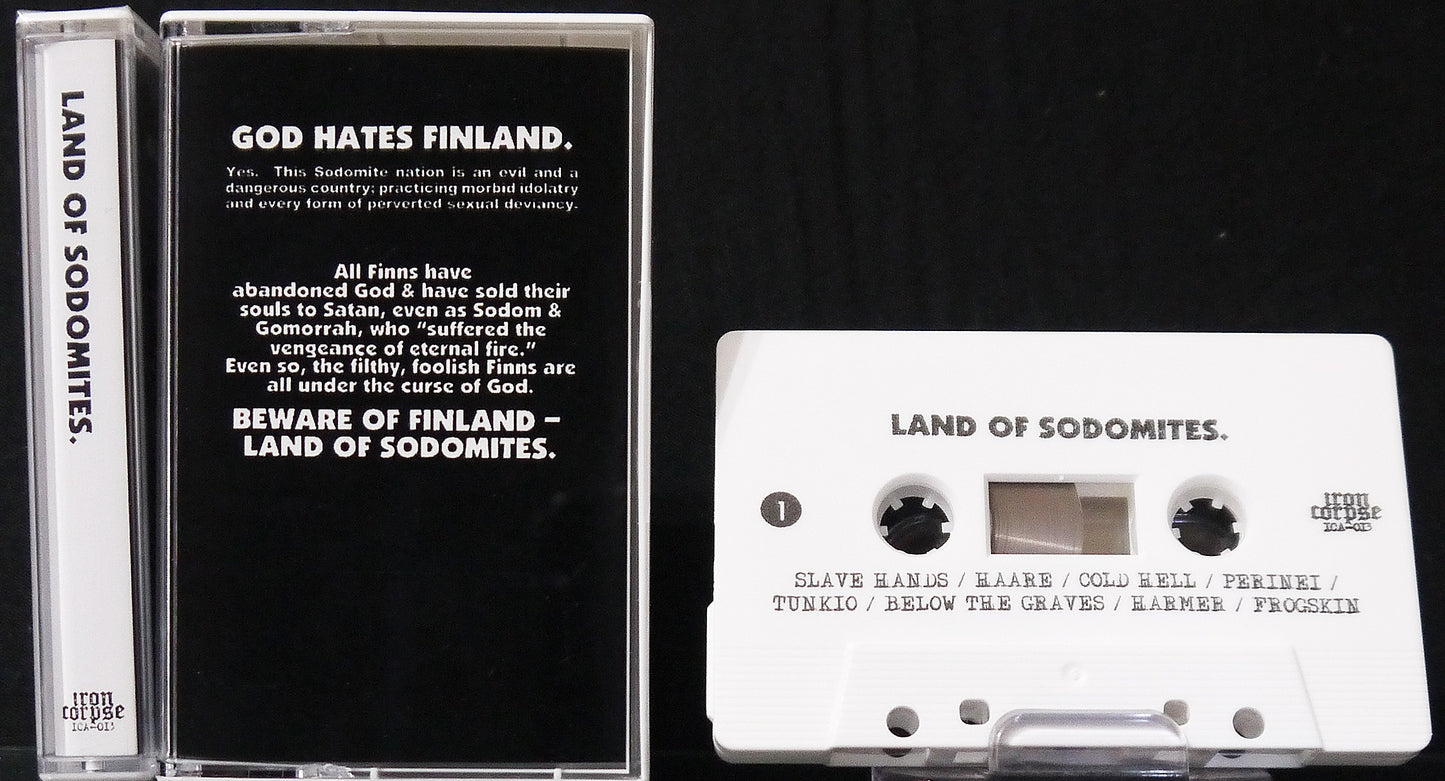 LAND OF SODOMITES.
iron
corpse
ICA-013
GOD HATES FINLAND.
Yes. This Sodomite nation is an evil and a
dangerous country; practicing morbid idolatry
and every form of perverted sexual deviancy.
All Finns have
abandoned God & have sold their
souls to Satan, even as Sodom &
Gomorrah, who “suffered the
vengeance of eternal fire.”
Even so, the filthy, foolish Finns are
all under the curse of God.
BEWARE OF FINLAND –
LAND OF SODOMITES.
LAND OF SODOMITES.
1
iron
corpse
ICA-013
SLAVE HANDS / HAARE / COLD HELL / PERINEI /
TUNKIO / BELOW THE GRAVES / HARMER / FROGSKIN